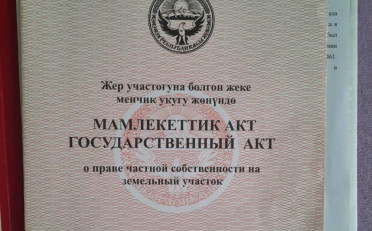 Жер участогуна болгон жеке
менчик укугу жөнүндө
МАМЛЕКЕТТИК АКТ
ГОСУДАРСТВЕННЫЙ АКТ
о праве частной собственности на
земельный участок